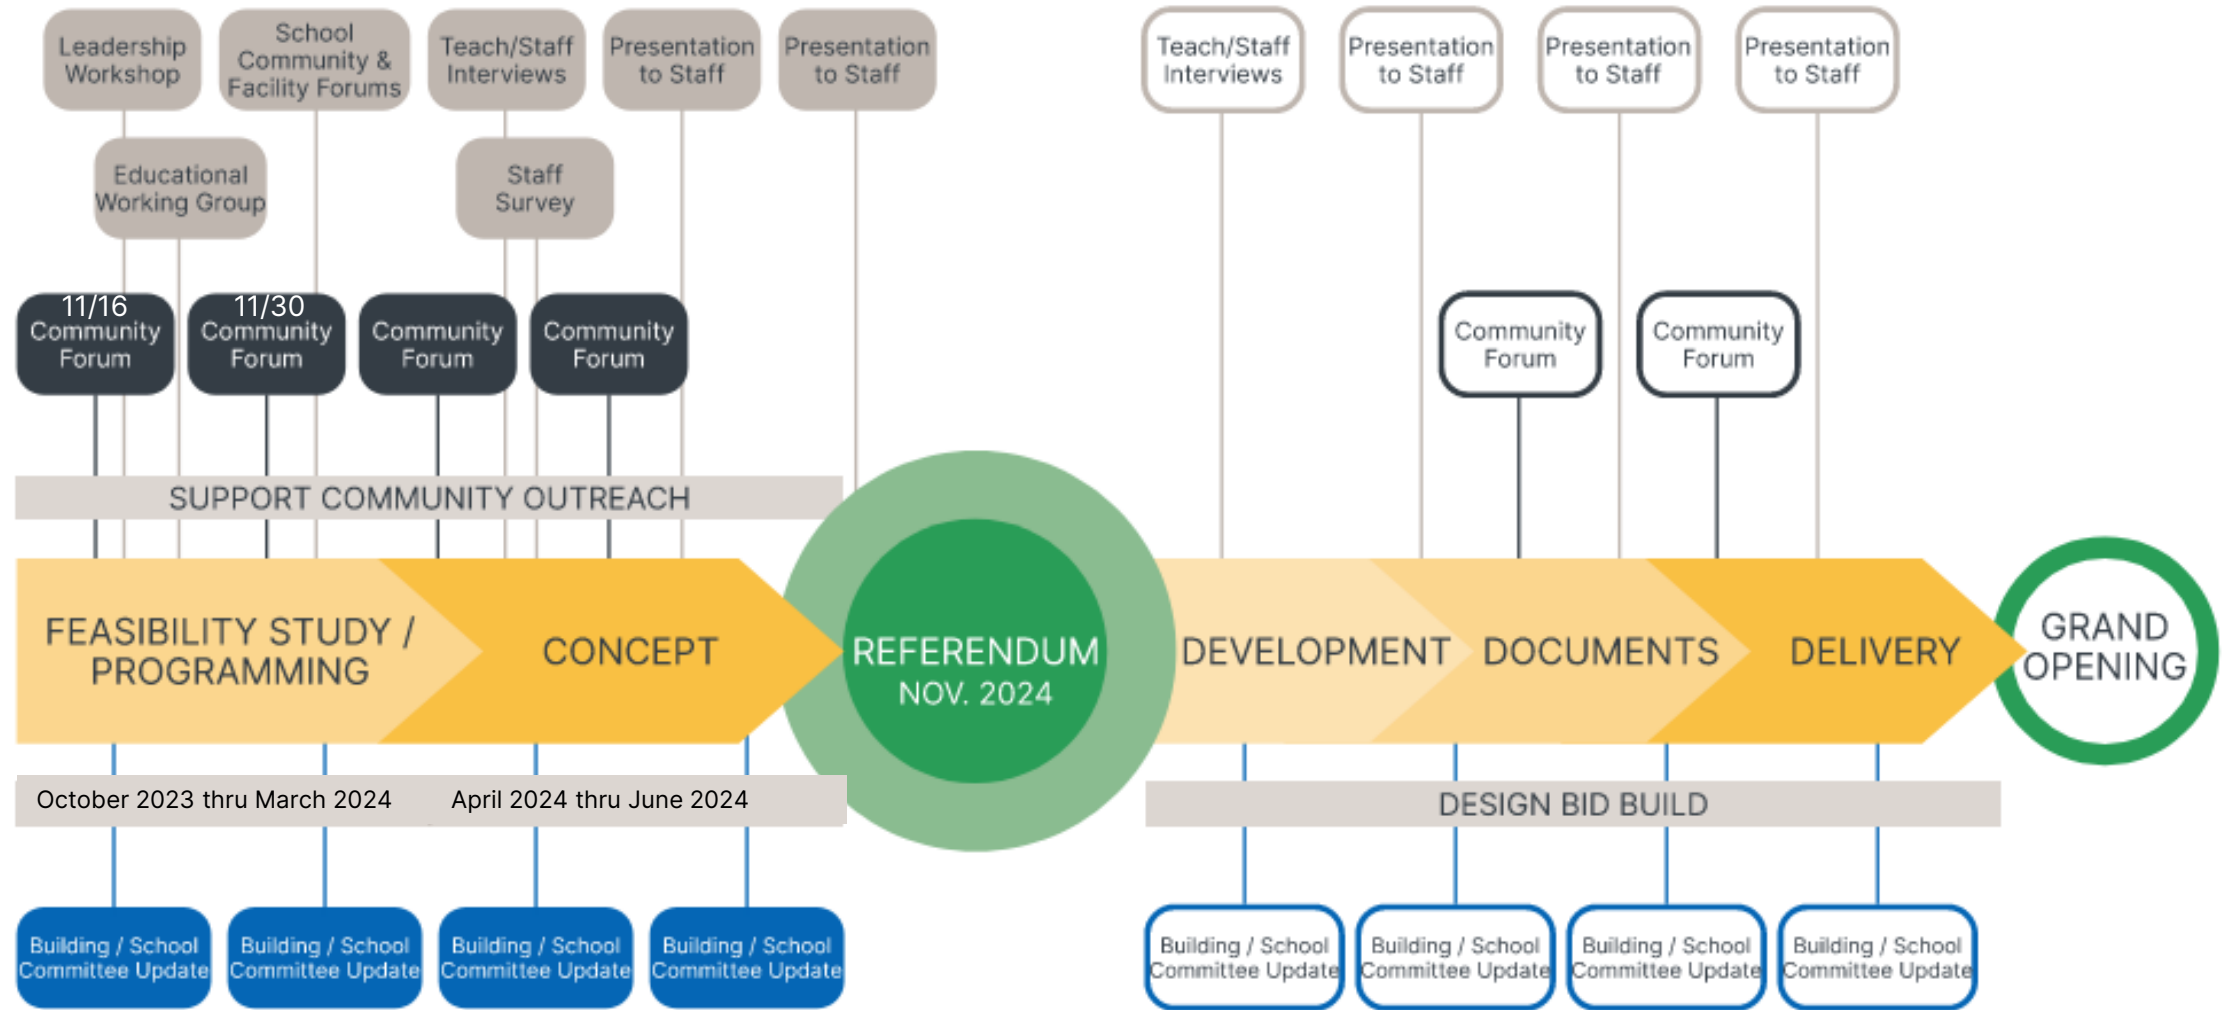 Leadership
Workshop
School
Community &
Facility Forums
Teach/Staff
Interviews
Presentation
to Staff
Presentation
to Staff
Teach/Staff
Interviews
Presentation
to Staff
Presentation
to Staff
Presentation
to Staff
Educational
Working Group
Staff
Survey
11/16
Community
Forum
11/30
Community
Forum
Community
Forum
Community
Forum
Community
Forum
Community
Forum
SUPPORT COMMUNITY OUTREACH
FEASIBILITY STUDY /
PROGRAMMING
CONCEPT
REFERENDUM
NOV. 2024
DEVELOPMENT
DOCUMENTS
DELIVERY
GRAND
OPENING
October 2023 thru March 2024
April 2024 thru June 2024
DESIGN BID BUILD
Building / School
Committee Update
Building / School
Committee Update
Building / School
Committee Update
Building / School
Committee Update
Building / School
Committee Update
Building / School
Committee Update
Building / School
Committee Update
Building / School
Committee Update